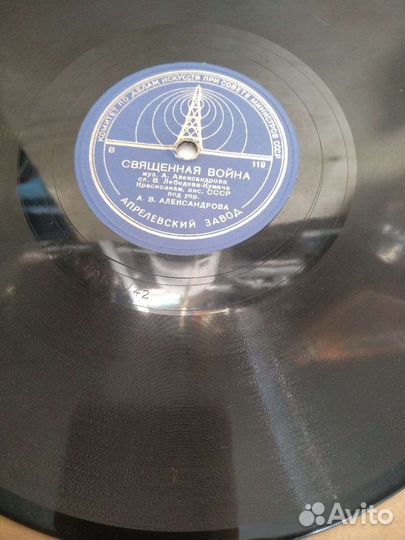 КОМИТЕТ ПО ДЕЛАМ ИСКУССТВ ПРИ СОВЕТЕ МИНИСТРОВ СССР
В 119
СВЯЩЕННАЯ ВОЙНА
муз. А. Александрова
сл. В. Лебедева-Кумача
Краснознам. анс. СССР
под упр.
А. В. АЛЕКСАНДРОВА
АПРЕЛЕВСКИЙ ЗАВОД
42
Avito